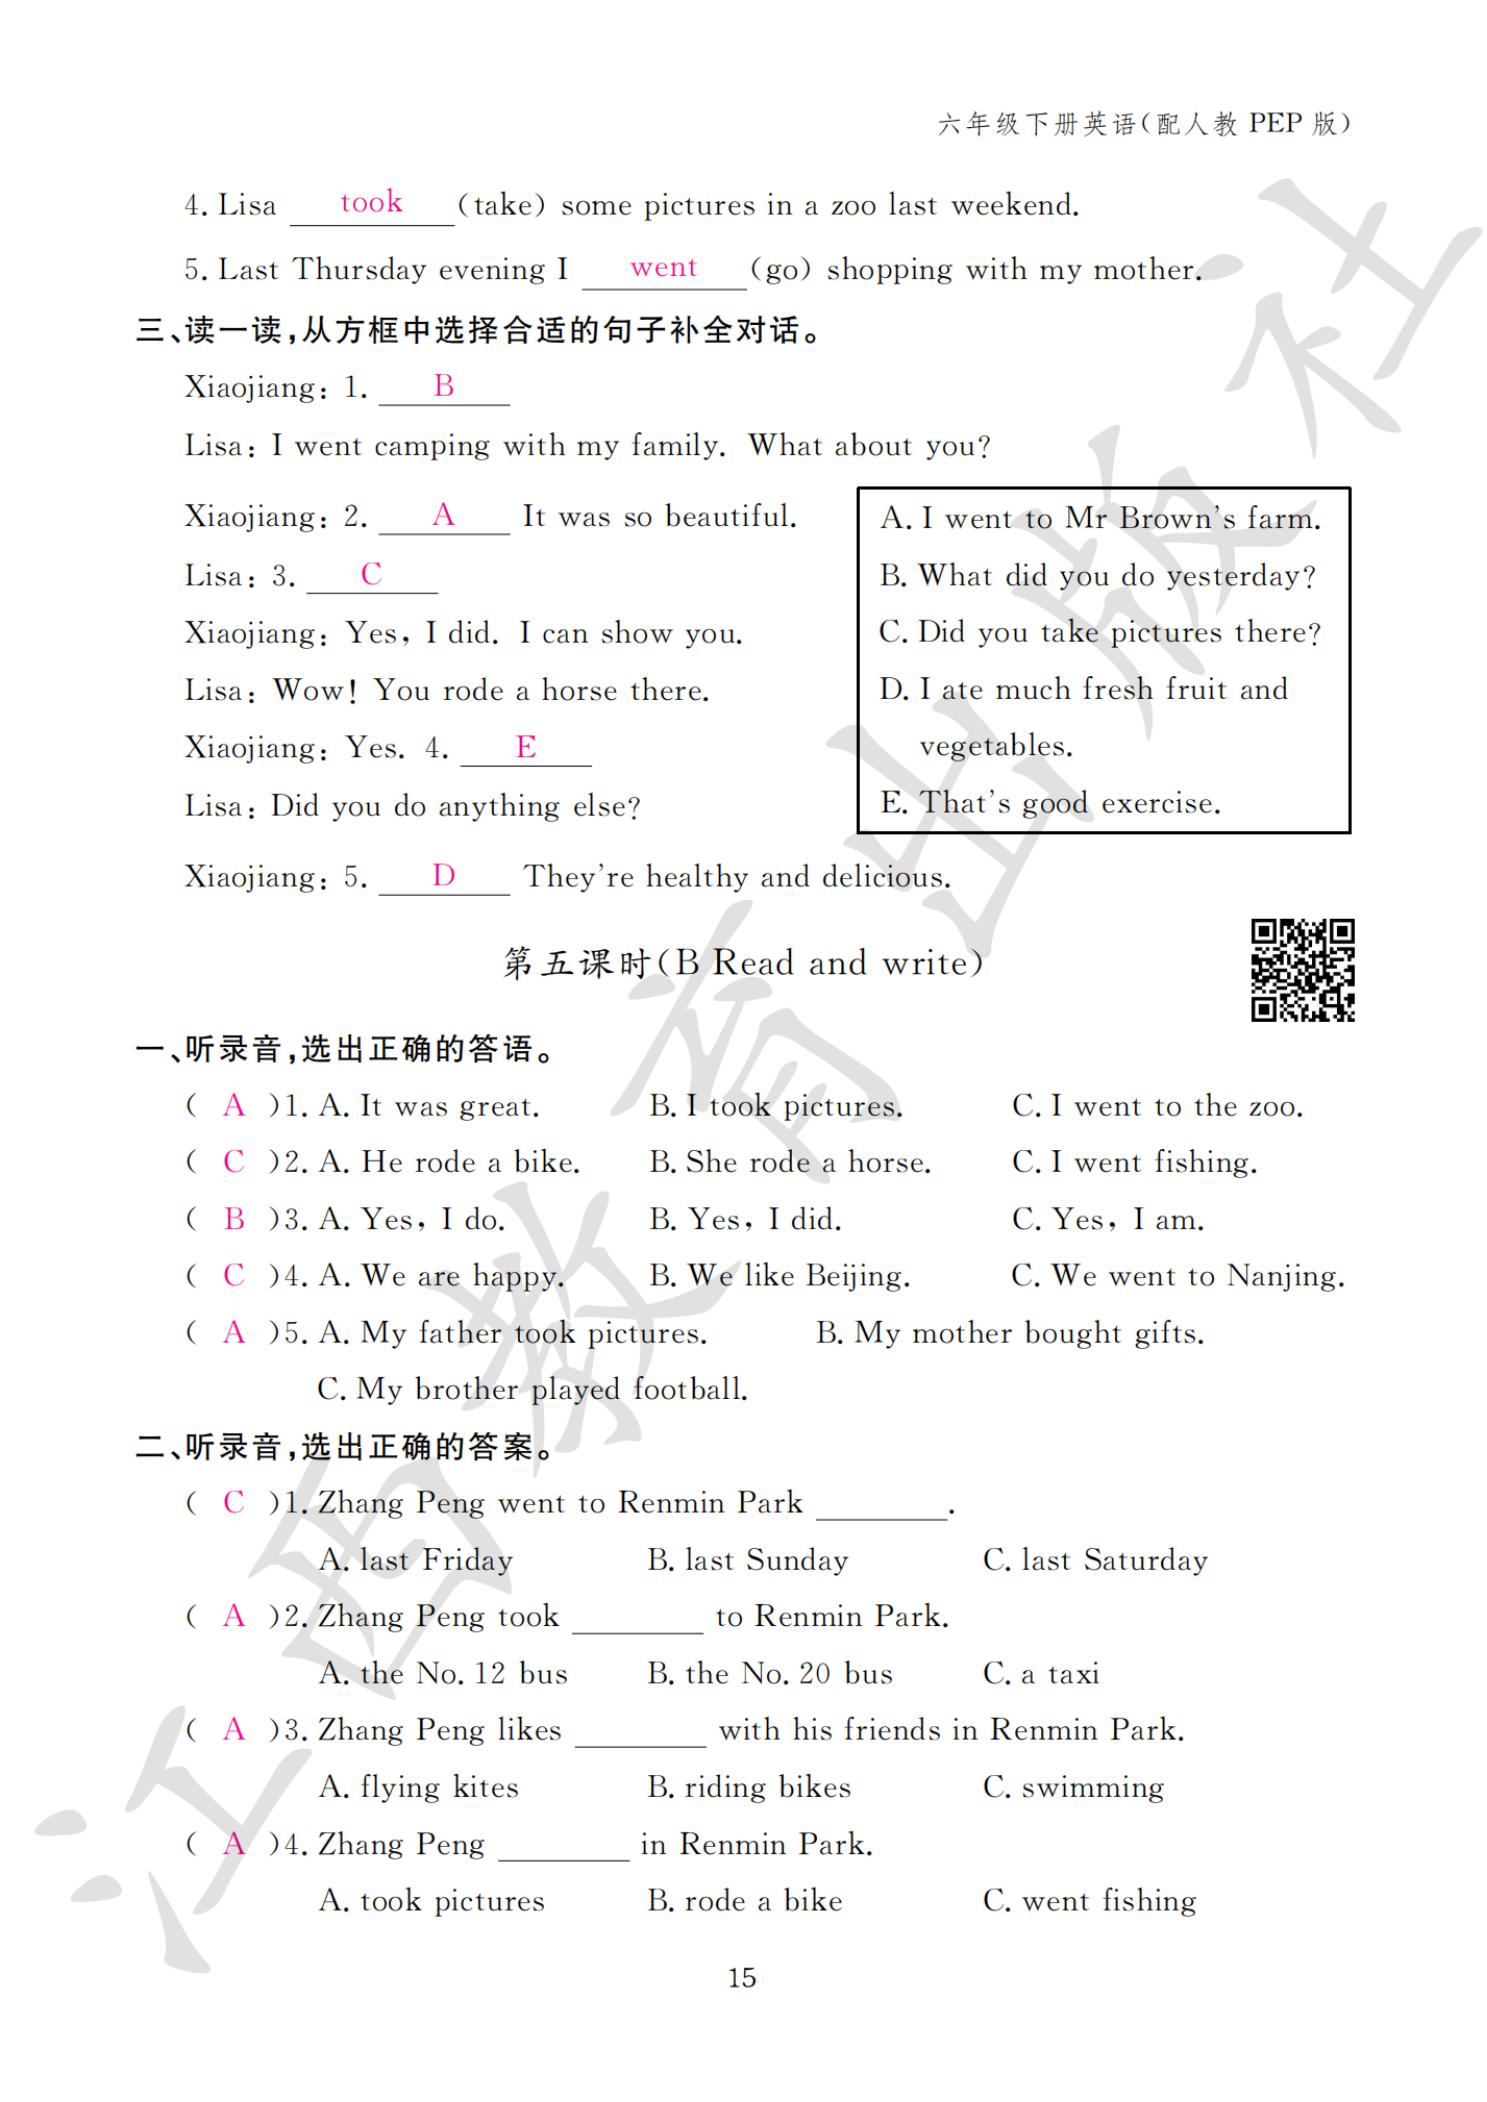 六年级下册英语(配人教 PEP 版)
4. Lisa took (take) some pictures in a zoo last weekend.
5. Last Thursday evening I went (go) shopping with my mother.
三、读一读,从方框中选择合适的句子补全对话。
Xiaojiang: 1. B
Lisa: I went camping with my family. What about you?
Xiaojiang: 2. A It was so beautiful.
Lisa: 3. C
Xiaojiang: Yes, I did. I can show you.
Lisa: Wow! You rode a horse there.
Xiaojiang: Yes. 4. E
Lisa: Did you do anything else?
Xiaojiang: 5. D They're healthy and delicious.
A. I went to Mr Brown's farm.
B. What did you do yesterday?
C. Did you take pictures there?
D. I ate much fresh fruit and
vegetables.
E. That's good exercise.
第五课时(B Read and write)
一、听录音,选出正确的答语。
( A )1. A. It was great. B. I took pictures. C. I went to the zoo.
( C )2. A. He rode a bike. B. She rode a horse. C. I went fishing.
( B )3. A. Yes, I do. B. Yes, I did. C. Yes, I am.
( C )4. A. We are happy. B. We like Beijing. C. We went to Nanjing.
( A )5. A. My father took pictures. B. My mother bought gifts.
C. My brother played football.
二、听录音,选出正确的答案。
( C )1. Zhang Peng went to Renmin Park ________.
A. last Friday B. last Sunday C. last Saturday
( A )2. Zhang Peng took ________ to Renmin Park.
A. the No. 12 bus B. the No. 20 bus C. a taxi
( A )3. Zhang Peng likes ________ with his friends in Renmin Park.
A. flying kites B. riding bikes C. swimming
( A )4. Zhang Peng ________ in Renmin Park.
A. took pictures B. rode a bike C. went fishing
15
江西教育出版社